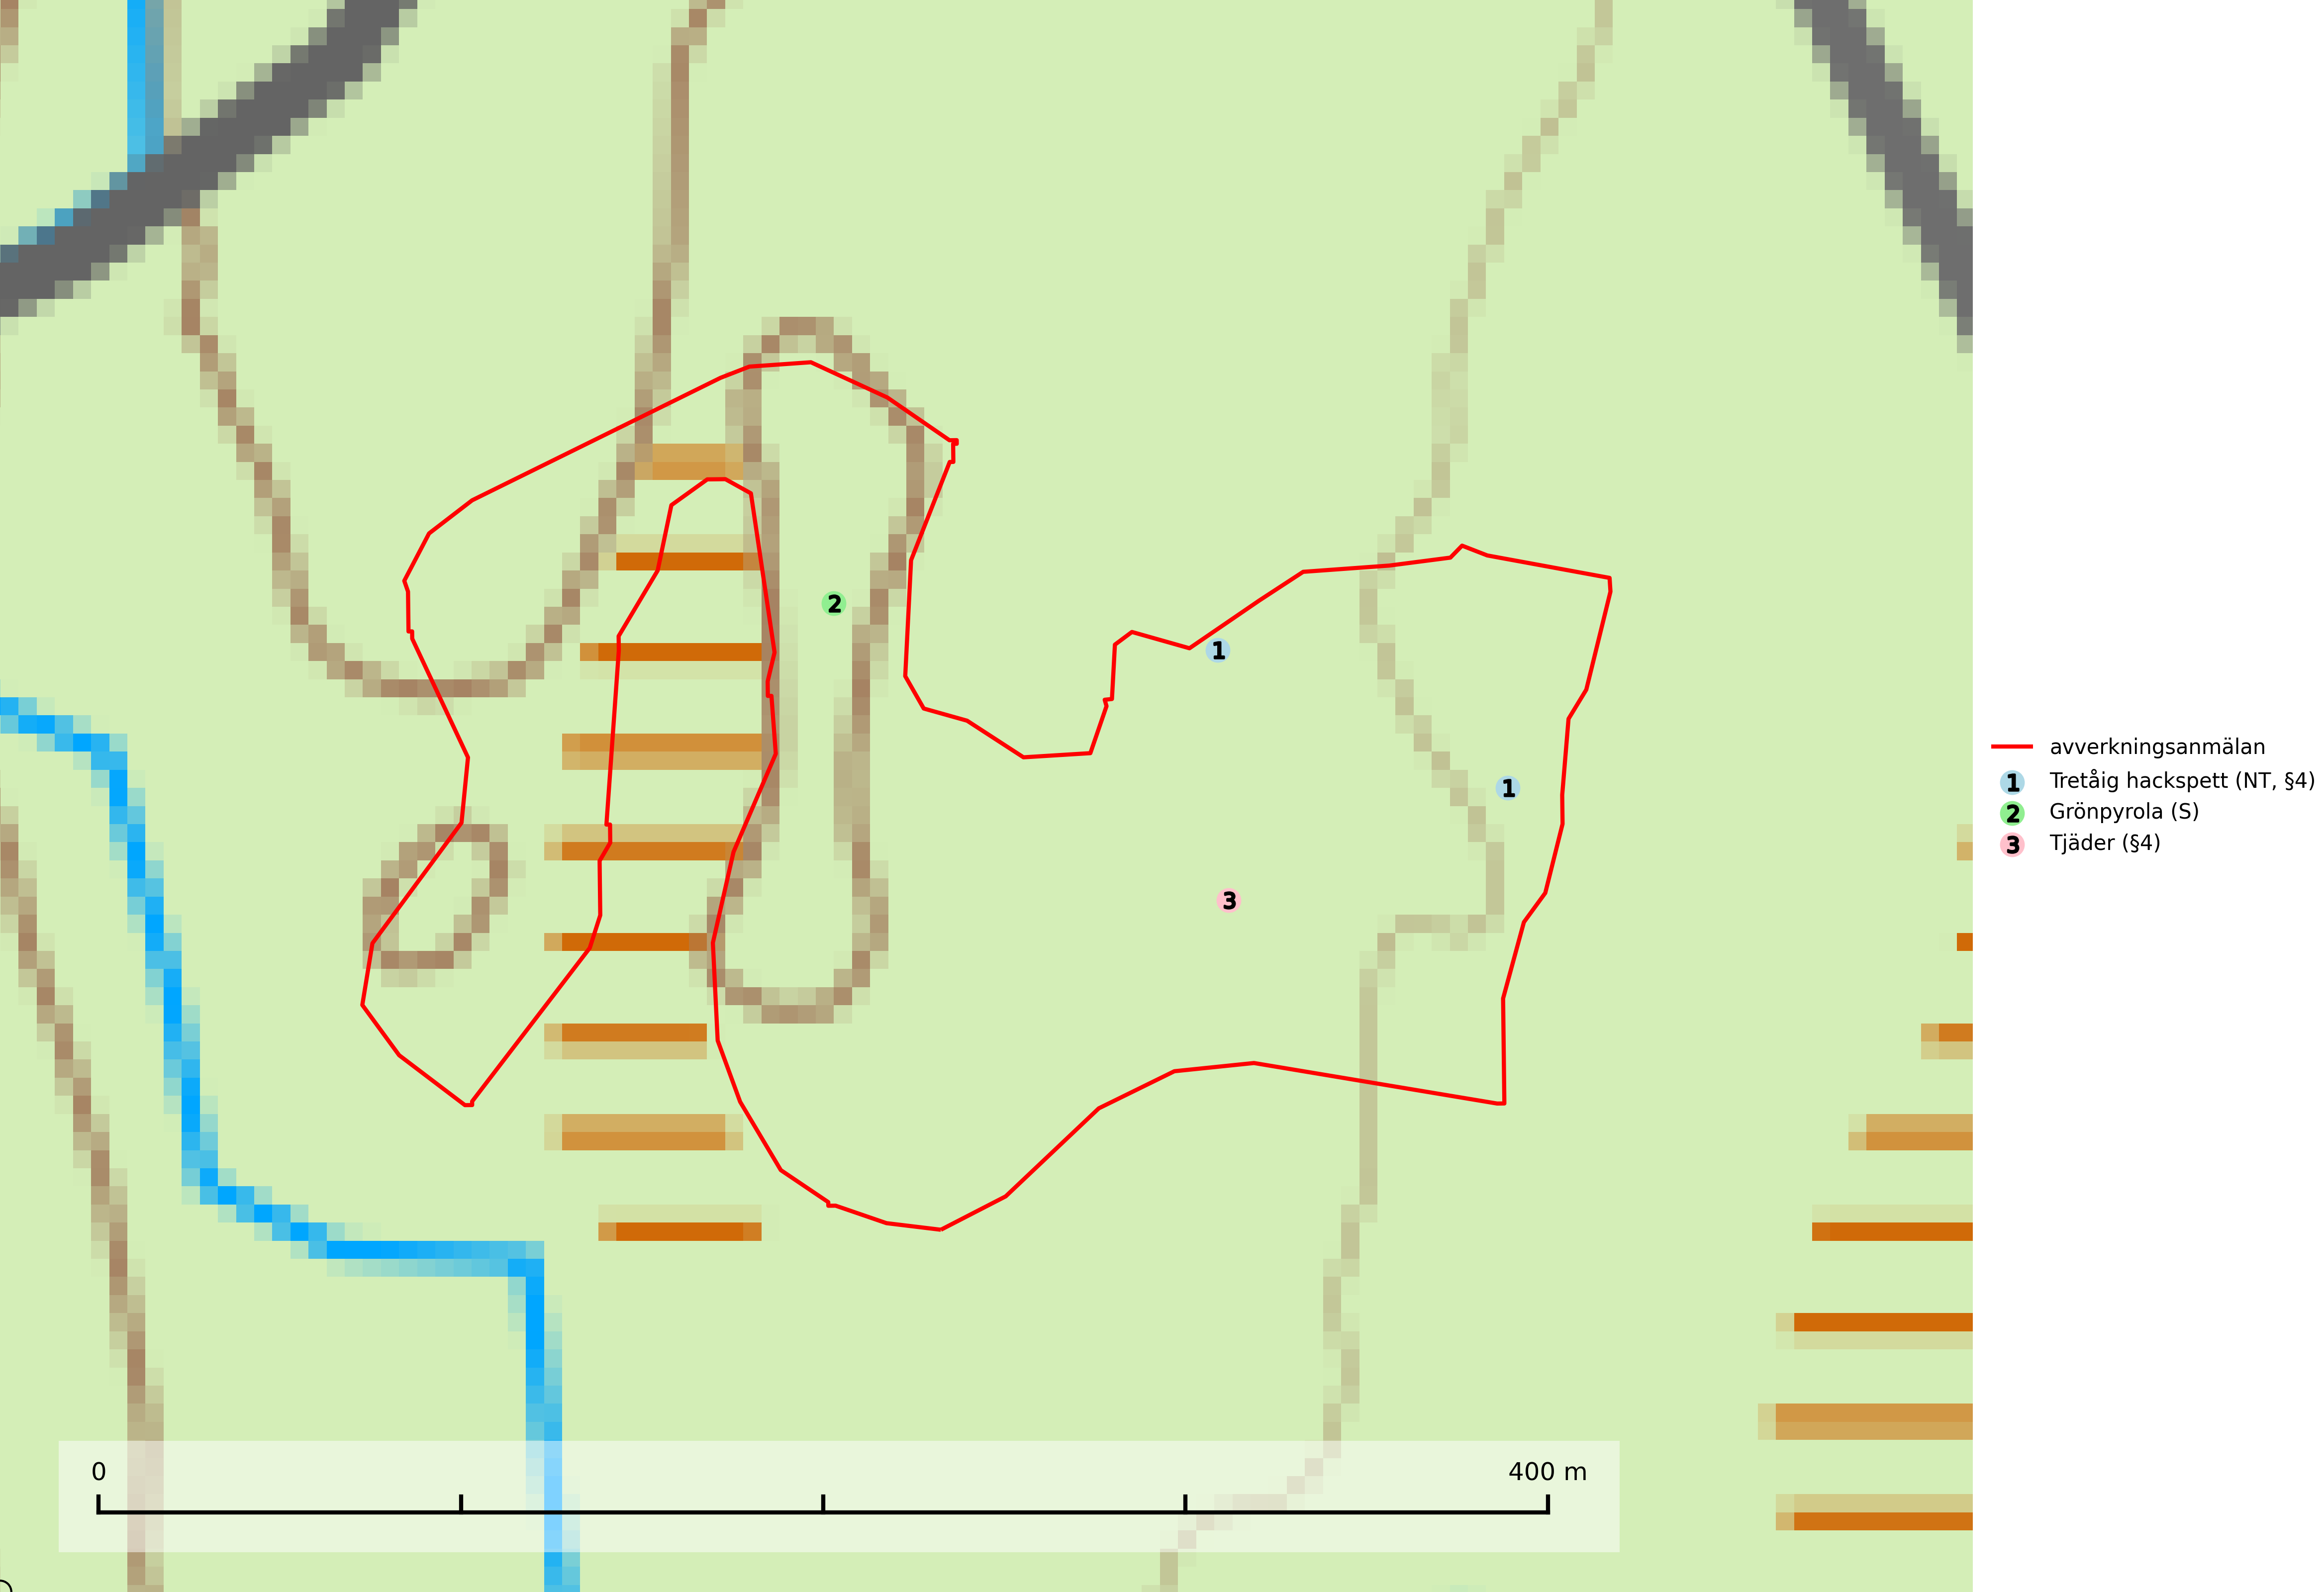 2
1
1
3
avverkningsanmälan
1 Tretåig hackspett (NT, §4)
2 Grönpyrola (S)
3 Tjäder (§4)
0 400 m